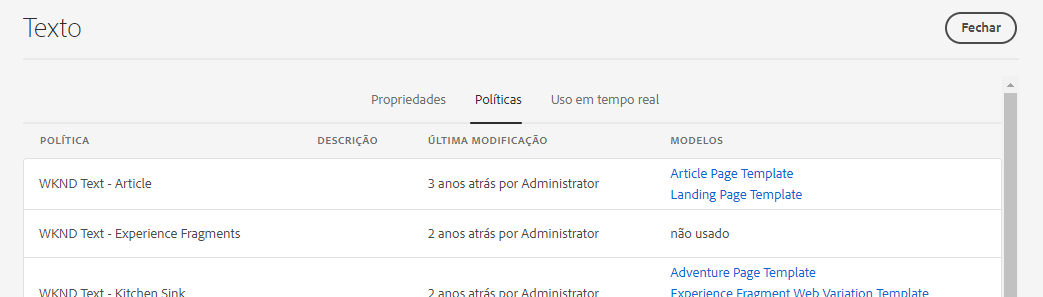 Texto
Fechar
Propriedades Políticas Uso em tempo real
POLÍTICA DESCRIÇÃO ÚLTIMA MODIFICAÇÃO MODELOS
WKND Text - Article 3 anos atrás por Administrator Article Page Template
Landing Page Template
WKND Text - Experience Fragments 2 anos atrás por Administrator não usado
Adventure Page Template
WKND Text - Kitchen Sink 2 anos atrás por Administrator Experience Fragment Web Variation Template